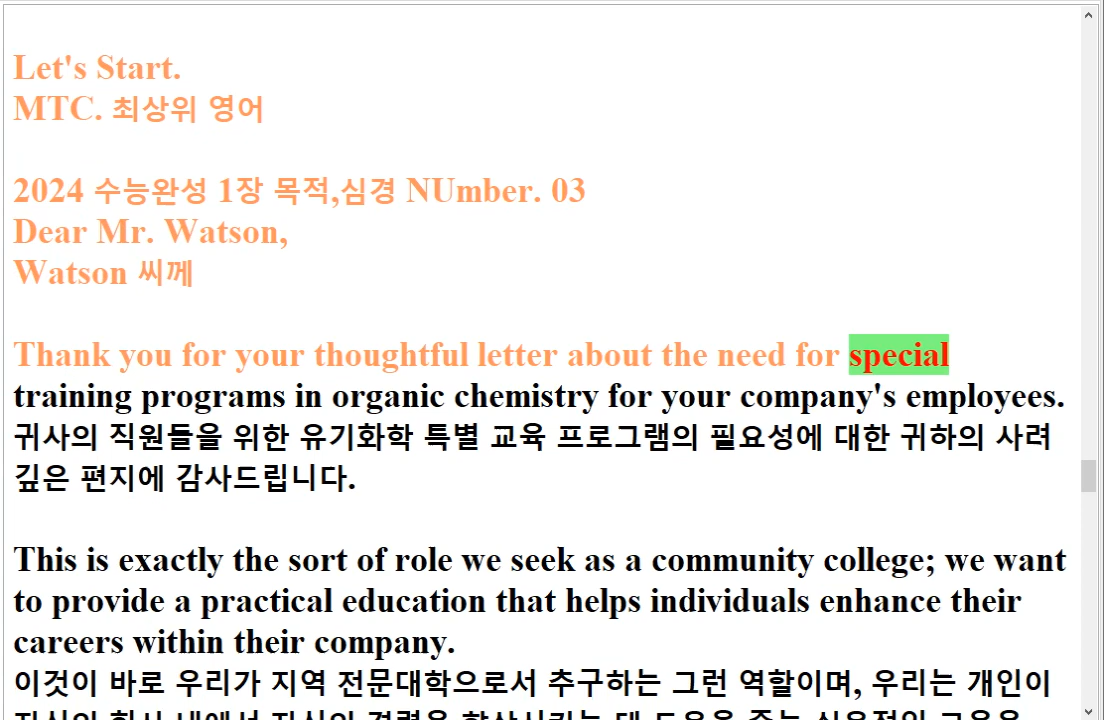 Let's Start.
MTC. 최상위 영어
2024 수능완성 1장 목적,심경 NUmber. 03
Dear Mr. Watson,
Watson 씨께
Thank you for your thoughtful letter about the need for special
training programs in organic chemistry for your company's employees.
귀사의 직원들을 위한 유기화학 특별 교육 프로그램의 필요성에 대한 귀하의 사려
깊은 편지에 감사드립니다.
This is exactly the sort of role we seek as a community college; we want
to provide a practical education that helps individuals enhance their
careers within their company.
이것이 바로 우리가 지역 전문대학으로서 추구하는 그런 역할이며, 우리는 개인이